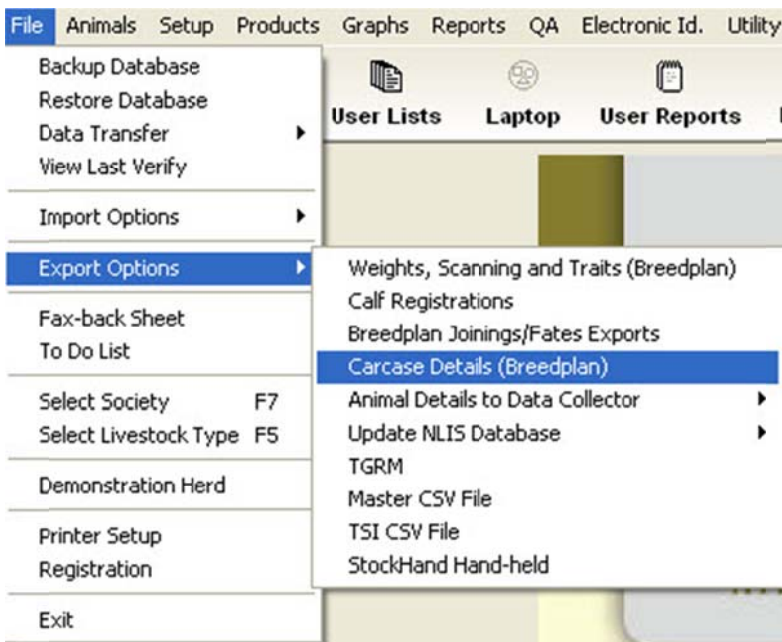 File Animals Setup Products Graphs Reports QA Electronic Id. Utility
User Lists Laptop User Reports
Backup Database
Restore Database
Data Transfer
View Last Verify
Import Options
Export Options
Fax-back Sheet
To Do List
Select Society F7
Select Livestock Type F5
Demonstration Herd
Printer Setup
Registration
Exit
Weights, Scanning and Traits (Breedplan)
Calf Registrations
Breedplan Joinings/Fates Exports
Carcase Details (Breedplan)
Animal Details to Data Collector
Update NLIS Database
TGRM
Master CSV File
TSI CSV File
StockHand Hand-held